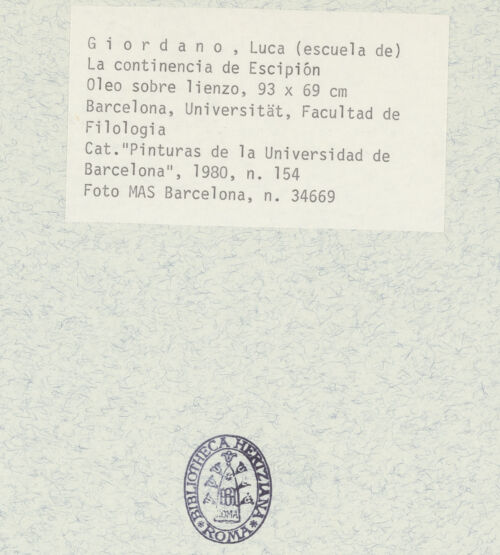 G i o r d a n o , Luca (escuela de)
La continencia de Escipión
Oleo sobre lienzo, 93 x 69 cm
Barcelona, Universität, Facultad de
Filologia
Cat."Pinturas de la Universidad de
Barcelona", 1980, n. 154
Foto MAS Barcelona, n. 34669
BIBLIOTHECA HERTZIANA
ROMA
ROMA